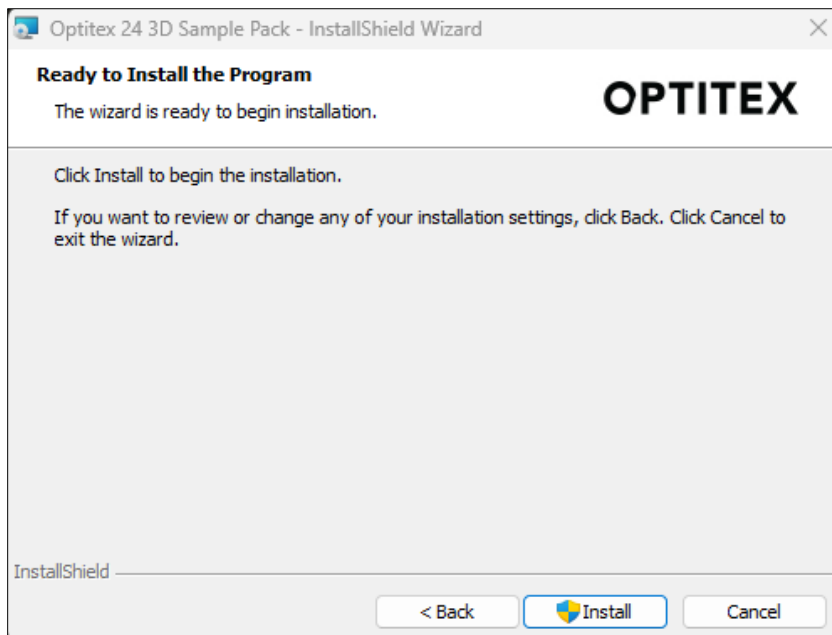 Optitex 24 3D Sample Pack - InstallShield Wizard
Ready to Install the Program
The wizard is ready to begin installation.
OPTITEX
Click Install to begin the installation.
If you want to review or change any of your installation settings, click Back. Click Cancel to
exit the wizard.
InstallShield
< Back
Install
Cancel